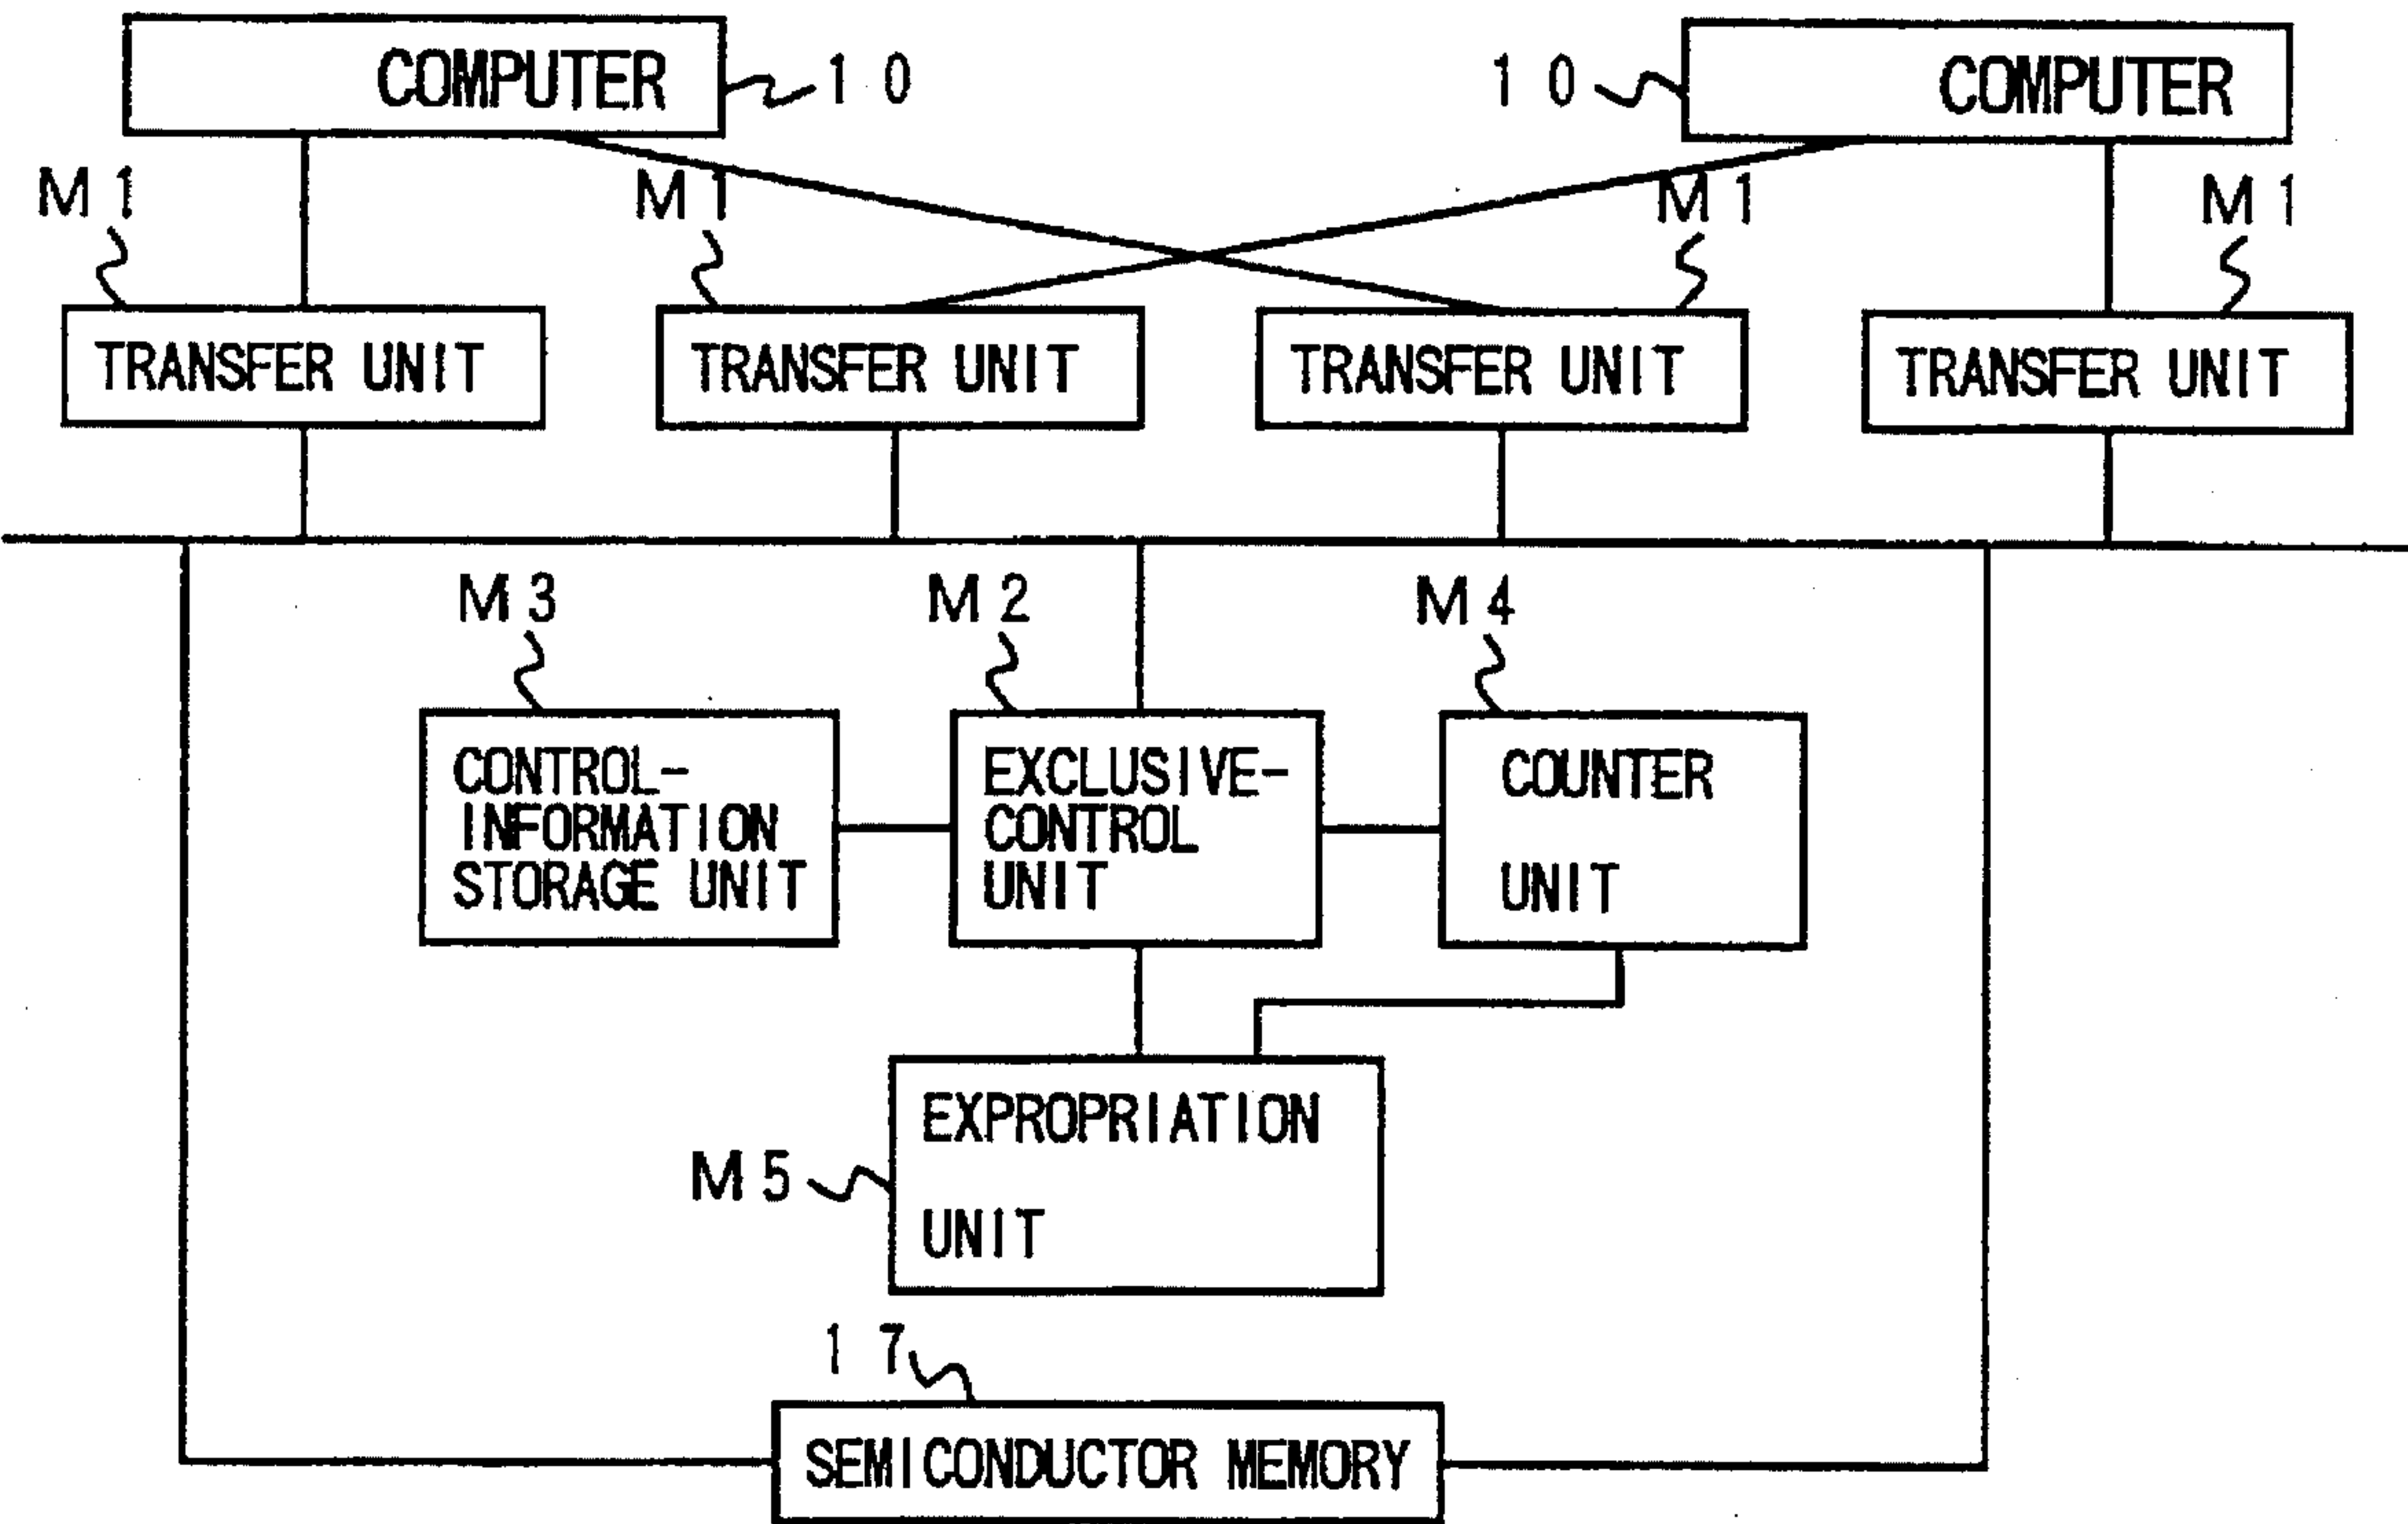 COMPUTER
10
10
COMPUTER
M1
M1
M1
M1
TRANSFER UNIT
TRANSFER UNIT
TRANSFER UNIT
TRANSFER UNIT
M3
M2
M4
CONTROL-
INFORMATION
STORAGE UNIT
EXCLUSIVE-
CONTROL
UNIT
COUNTER
UNIT
EXPROPRIATION
UNIT
M5
17
SEMICONDUCTOR MEMORY